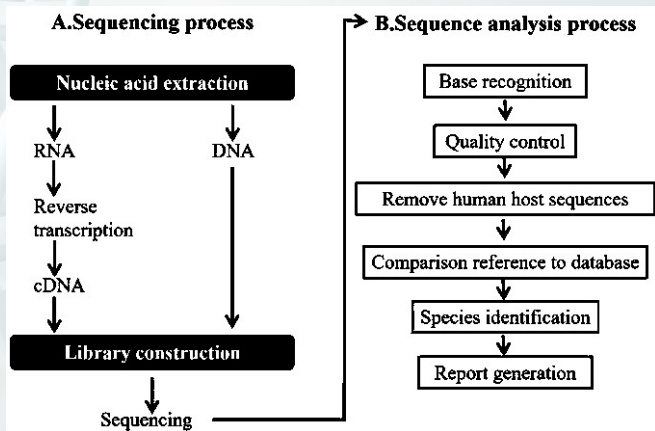 A.Sequencing process
Nucleic acid extraction
RNA
DNA
Reverse
transcription
cDNA
Library construction
Sequencing
B.Sequence analysis process
Base recognition
Quality control
Remove human host sequences
Comparison reference to database
Species identification
Report generation